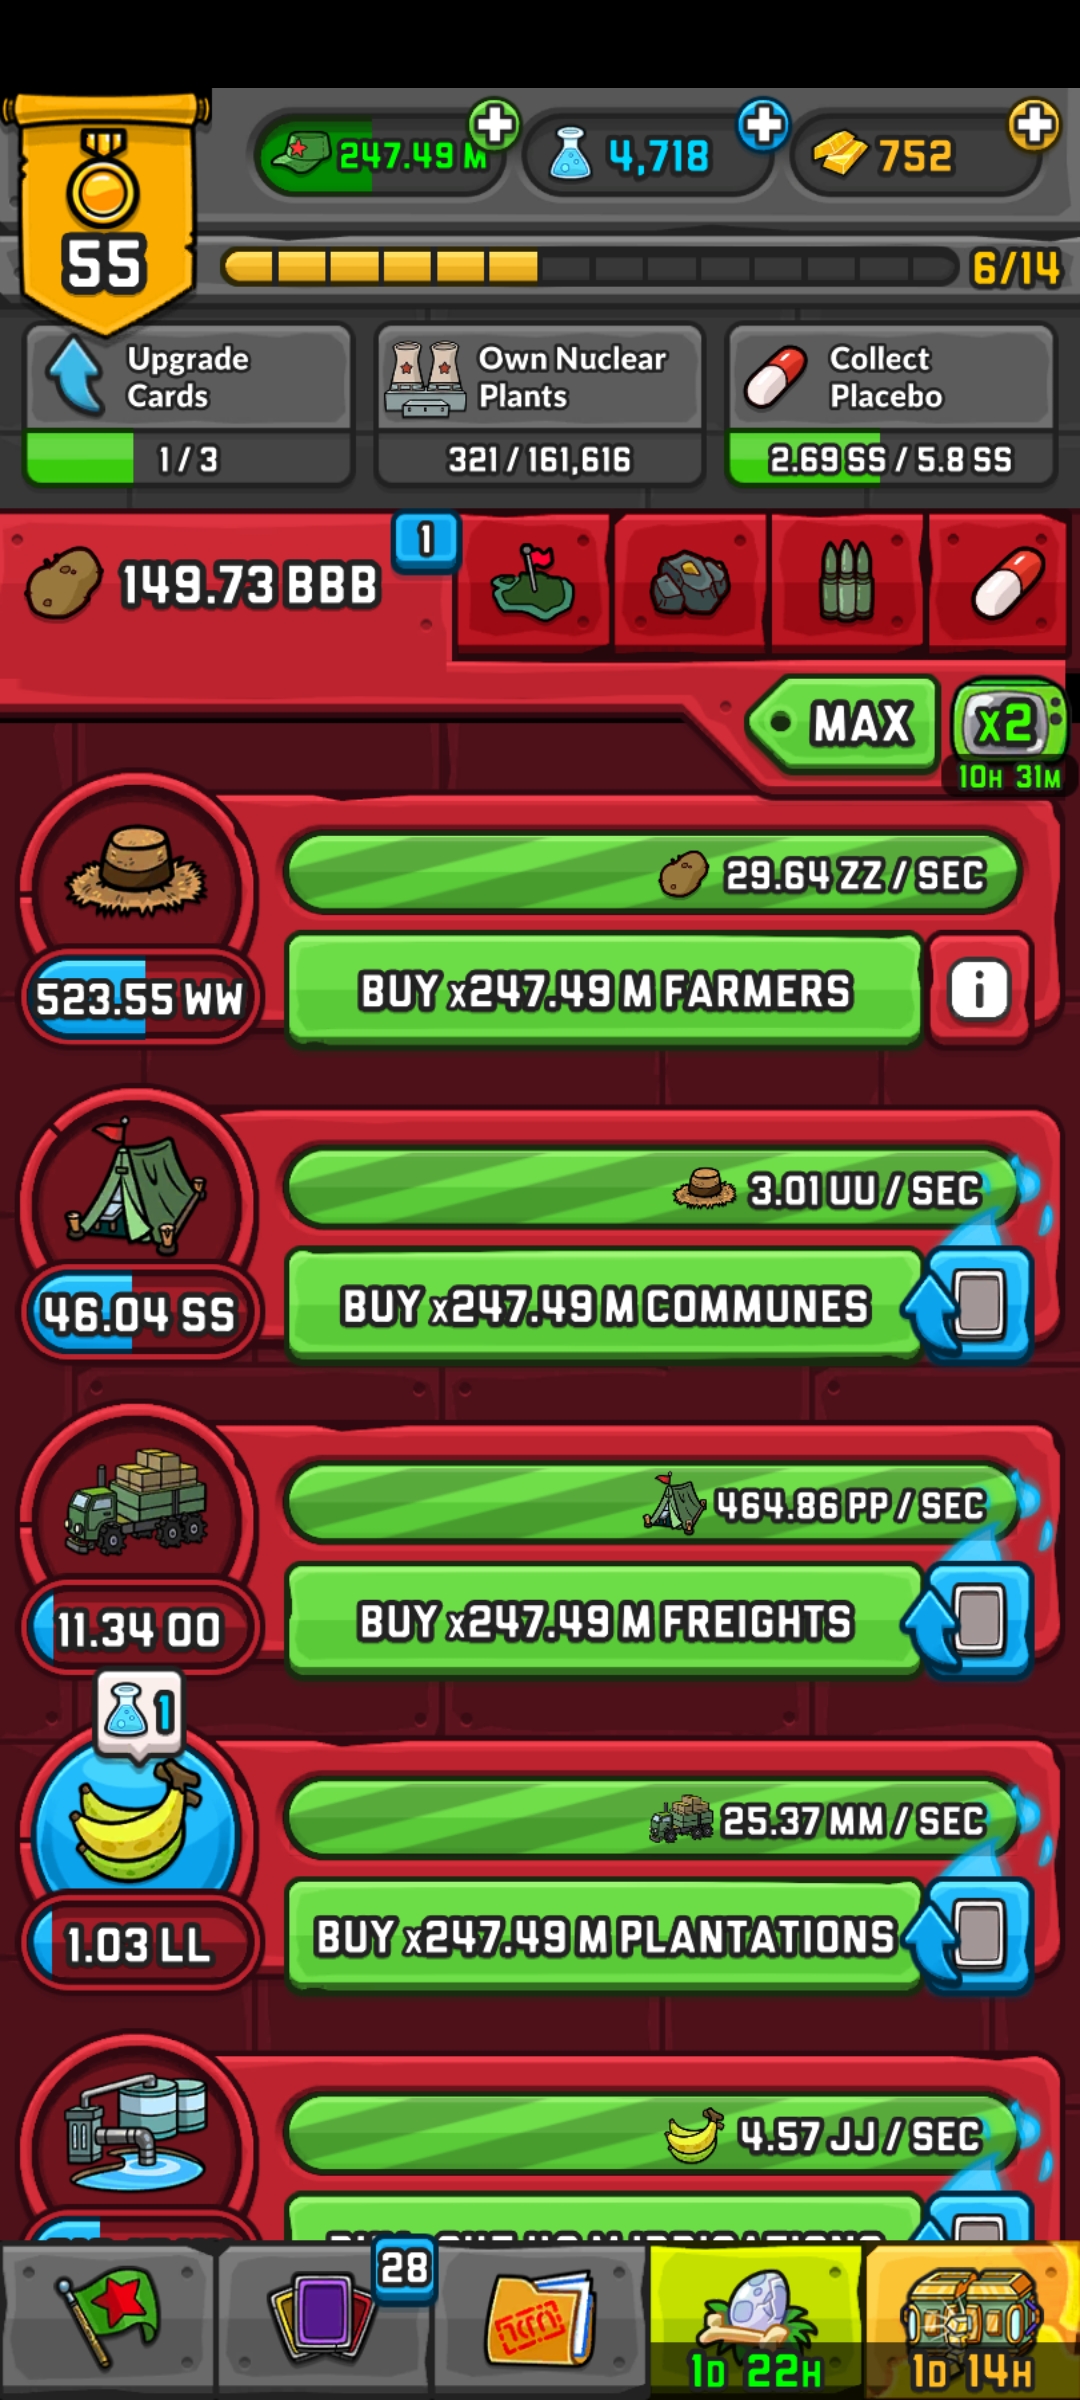 55
247.49 M
4,718
752
6/14
Upgrade
Cards
1 / 3
Own Nuclear
Plants
321 / 161,616
Collect
Placebo
2.69 SS / 5.8 SS
149.73 BBB
1
MAX
x2
10H 31M
29.64 ZZ / SEC
523.55 WW
BUY x247.49 M FARMERS
i
3.01 UU / SEC
46.04 SS
BUY x247.49 M COMMUNES
464.86 PP / SEC
11.34 OO
BUY x247.49 M FREIGHTS
1
25.37 MM / SEC
1.03 LL
BUY x247.49 M PLANTATIONS
4.57 JJ / SEC
28
1D 22H
1D 14H